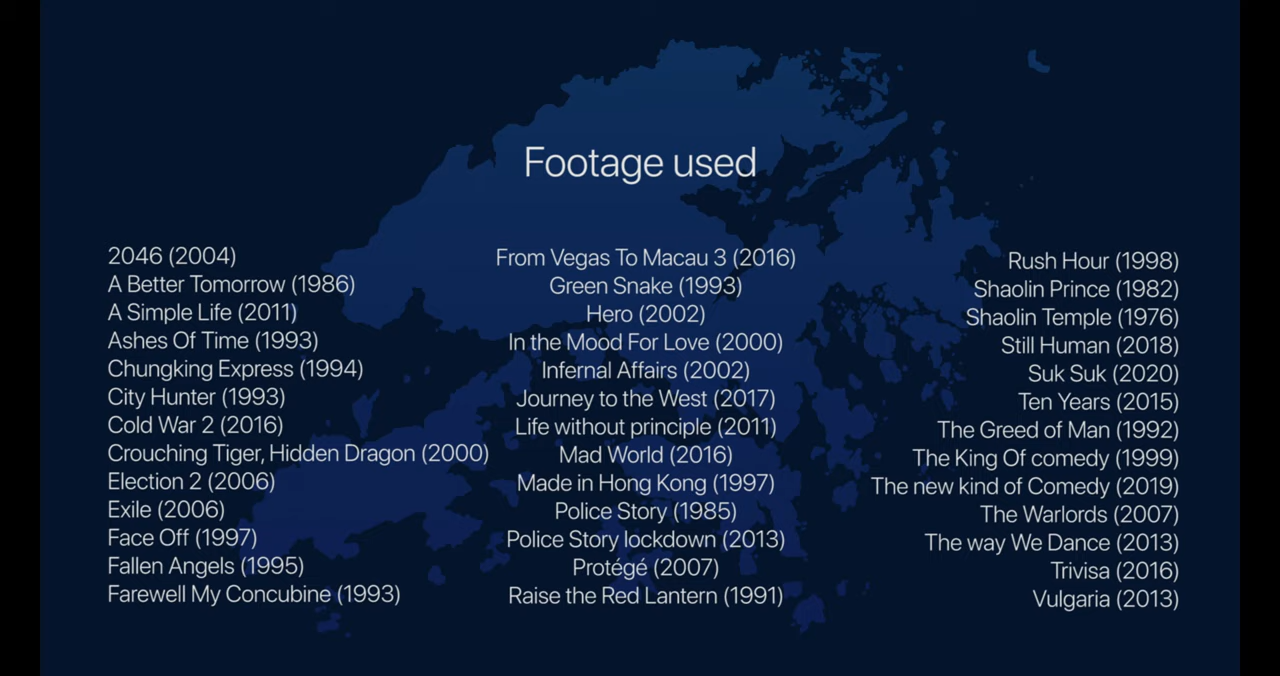 Footage used
2046 (2004)
A Better Tomorrow (1986)
A Simple Life (2011)
Ashes Of Time (1993)
Chungking Express (1994)
City Hunter (1993)
Cold War 2 (2016)
Crouching Tiger, Hidden Dragon (2000)
Election 2 (2006)
Exile (2006)
Face Off (1997)
Fallen Angels (1995)
Farewell My Concubine (1993)
From Vegas To Macau 3 (2016)
Green Snake (1993)
Hero (2002)
In the Mood For Love (2000)
Infernal Affairs (2002)
Journey to the West (2017)
Life without principle (2011)
Mad World (2016)
Made in Hong Kong (1997)
Police Story (1985)
Police Story lockdown (2013)
Protégé (2007)
Raise the Red Lantern (1991)
Rush Hour (1998)
Shaolin Prince (1982)
Shaolin Temple (1976)
Still Human (2018)
Suk Suk (2020)
Ten Years (2015)
The Greed of Man (1992)
The King Of comedy (1999)
The new kind of Comedy (2019)
The Warlords (2007)
The way We Dance (2013)
Trivisa (2016)
Vulgaria (2013)